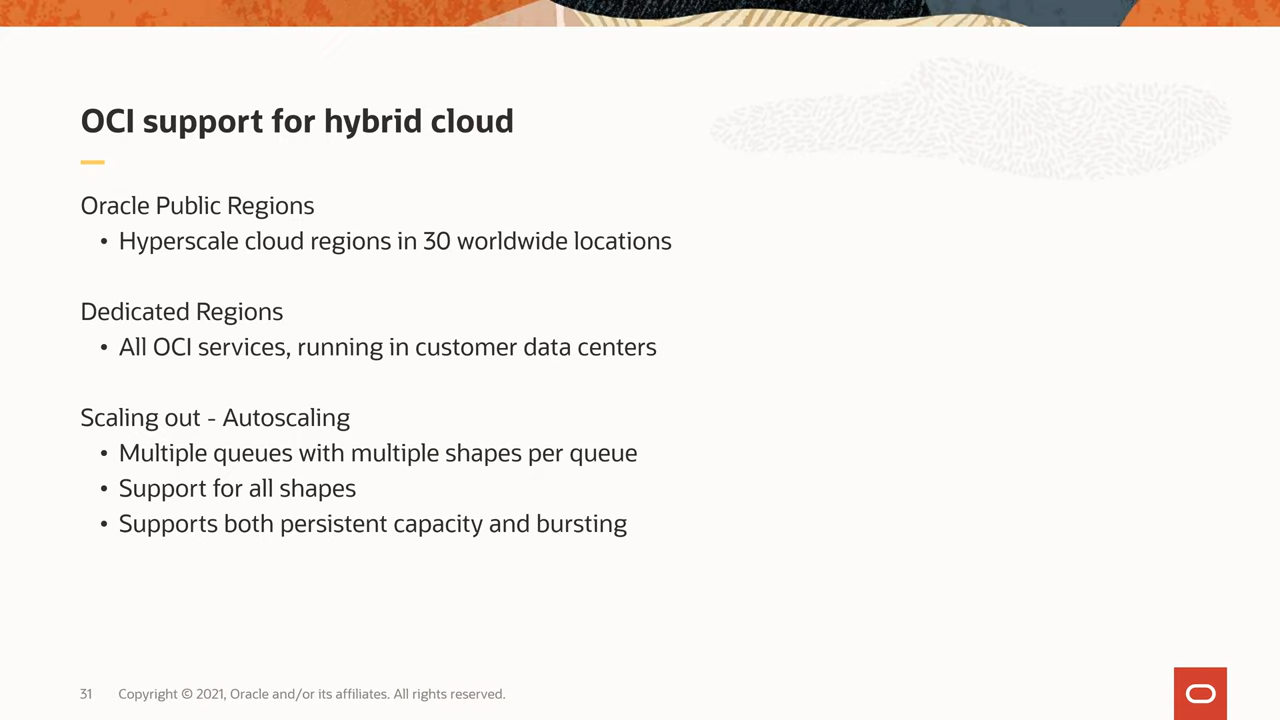 OCI support for hybrid cloud
Oracle Public Regions
• Hyperscale cloud regions in 30 worldwide locations
Dedicated Regions
• All OCI services, running in customer data centers
Scaling out - Autoscaling
• Multiple queues with multiple shapes per queue
• Support for all shapes
• Supports both persistent capacity and bursting
31 Copyright © 2021, Oracle and/or its affiliates. All rights reserved.